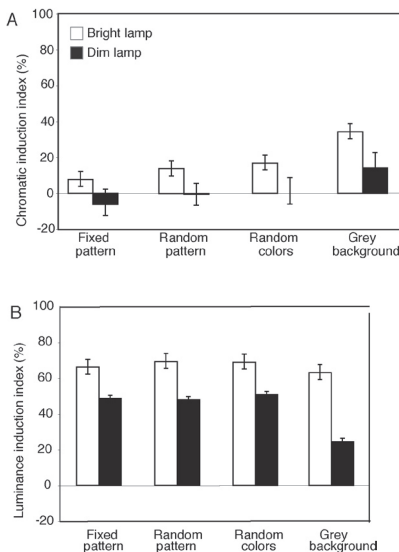 A
Bright lamp
Dim lamp
Chromatic induction index (%)
100
80
60
40
20
0
-20
Fixed pattern
Random pattern
Random colors
Grey background
B
Luminance induction index (%)
100
80
60
40
20
0
-20
Fixed pattern
Random pattern
Random colors
Grey background